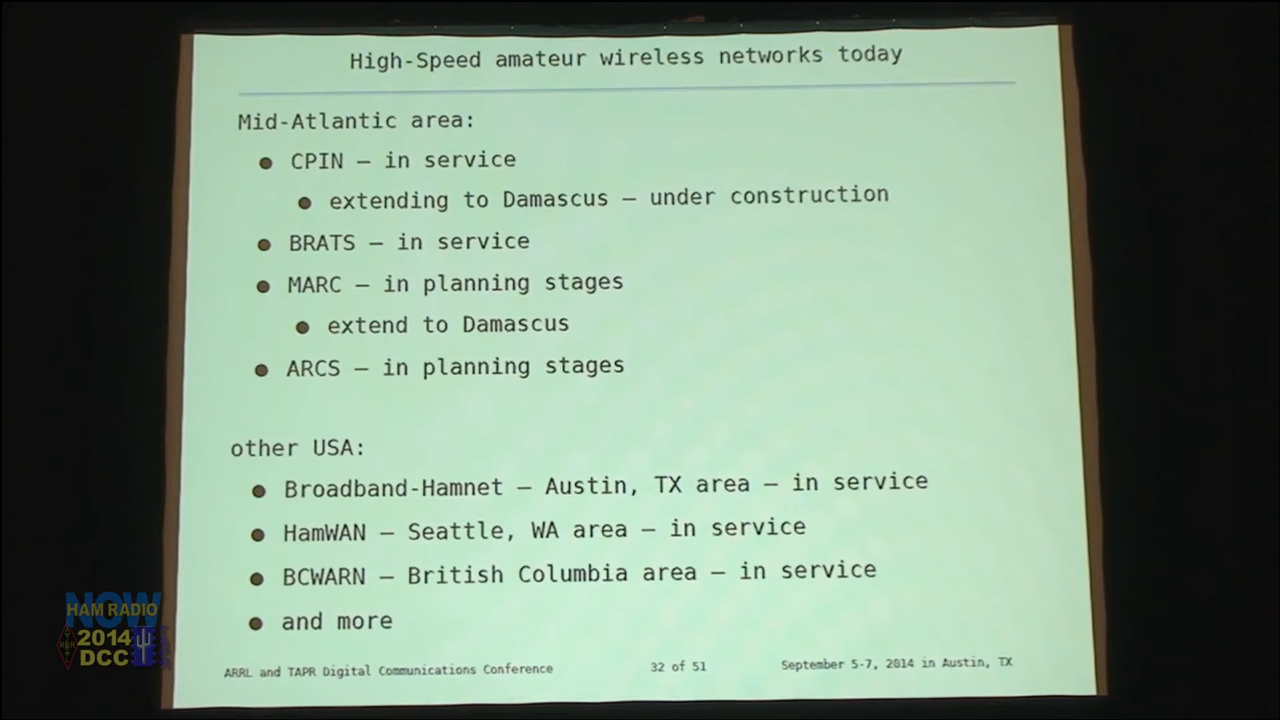 High-Speed amateur wireless networks today
Mid-Atlantic area:
● CPIN – in service
● extending to Damascus – under construction
● BRATS – in service
● MARC – in planning stages
● extend to Damascus
● ARCS – in planning stages
other USA:
● Broadband-Hamnet – Austin, TX area – in service
● HamWAN – Seattle, WA area – in service
● BCWARN – British Columbia area – in service
● and more
ARRL and TAPR Digital Communications Conference 32 of 51 September 5-7, 2014 in Austin, TX
NOW
HAM RADIO
2014
DCC